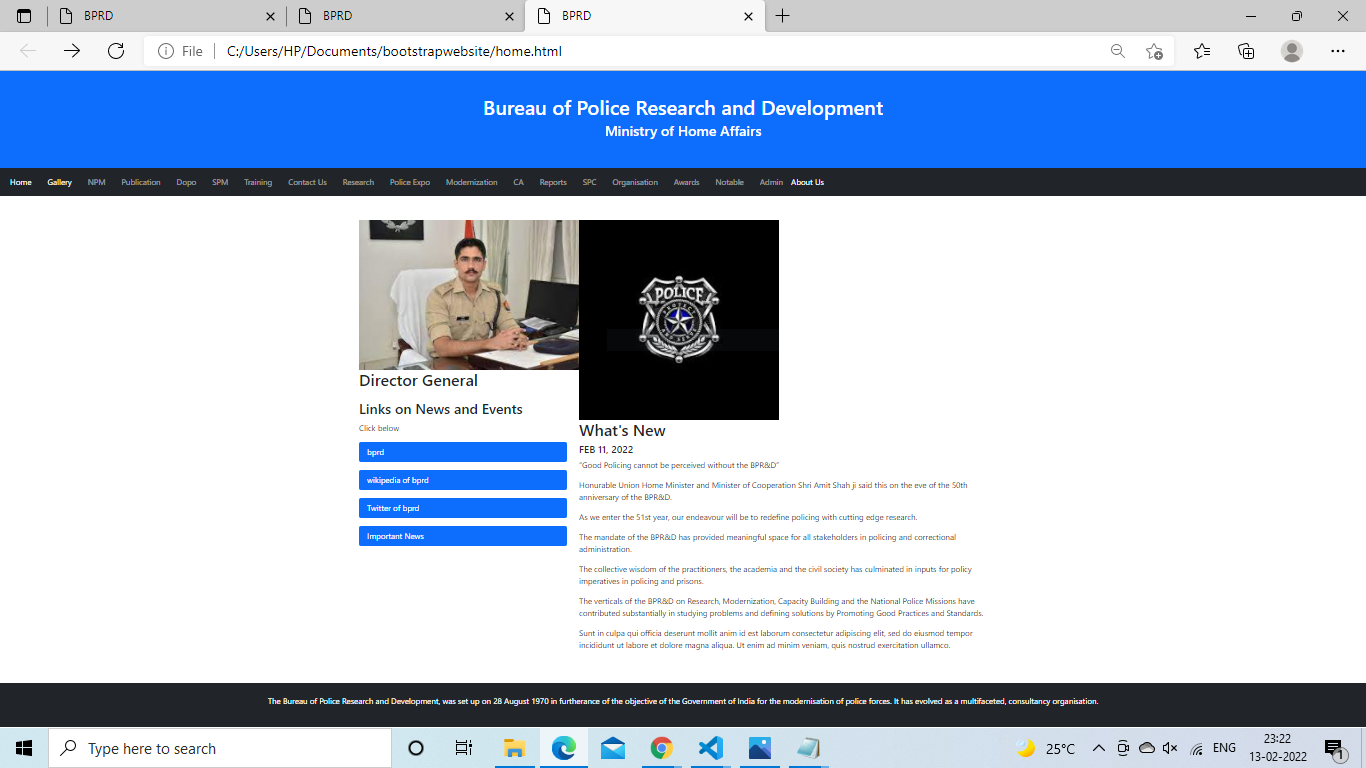 BPRD
BPRD
BPRD
File
C:/Users/HP/Documents/bootstrapwebsite/home.html
Bureau of Police Research and Development
Ministry of Home Affairs
Home Gallery NPM Publication Dopo SPM Training Contact Us Research Police Expo Modernization CA Reports SPC Organisation Awards Notable Admin About Us
POLICE
PROTECT
AND SERVE
Director General
Links on News and Events
Click below
bprd
wikipedia of bprd
Twitter of bprd
Important News
What's New
FEB 11, 2022
"Good Policing cannot be perceived without the BPR&D"
Honurable Union Home Minister and Minister of Cooperation Shri Amit Shah ji said this on the eve of the 50th
anniversary of the BPR&D.
As we enter the 51st year, our endeavour will be to redefine policing with cutting edge research.
The mandate of the BPR&D has provided meaningful space for all stakeholders in policing and correctional
administration.
The collective wisdom of the practitioners, the academia and the civil society has culminated in inputs for policy
imperatives in policing and prisons.
The verticals of the BPR&D on Research, Modernization, Capacity Building and the National Police Missions have
contributed substantially in studying problems and defining solutions by Promoting Good Practices and Standards.
Sunt in culpa qui officia deserunt mollit anim id est laborum consectetur adipiscing elit, sed do eiusmod tempor
incididunt ut labore et dolore magna aliqua. Ut enim ad minim veniam, quis nostrud exercitation ullamco.
The Bureau of Police Research and Development, was set up on 28 August 1970 in furtherance of the objective of the Government of India for the modernisation of police forces. It has evolved as a multifaceted, consultancy organisation.
Type here to search
25°C
ENG
23:22
13-02-2022
1